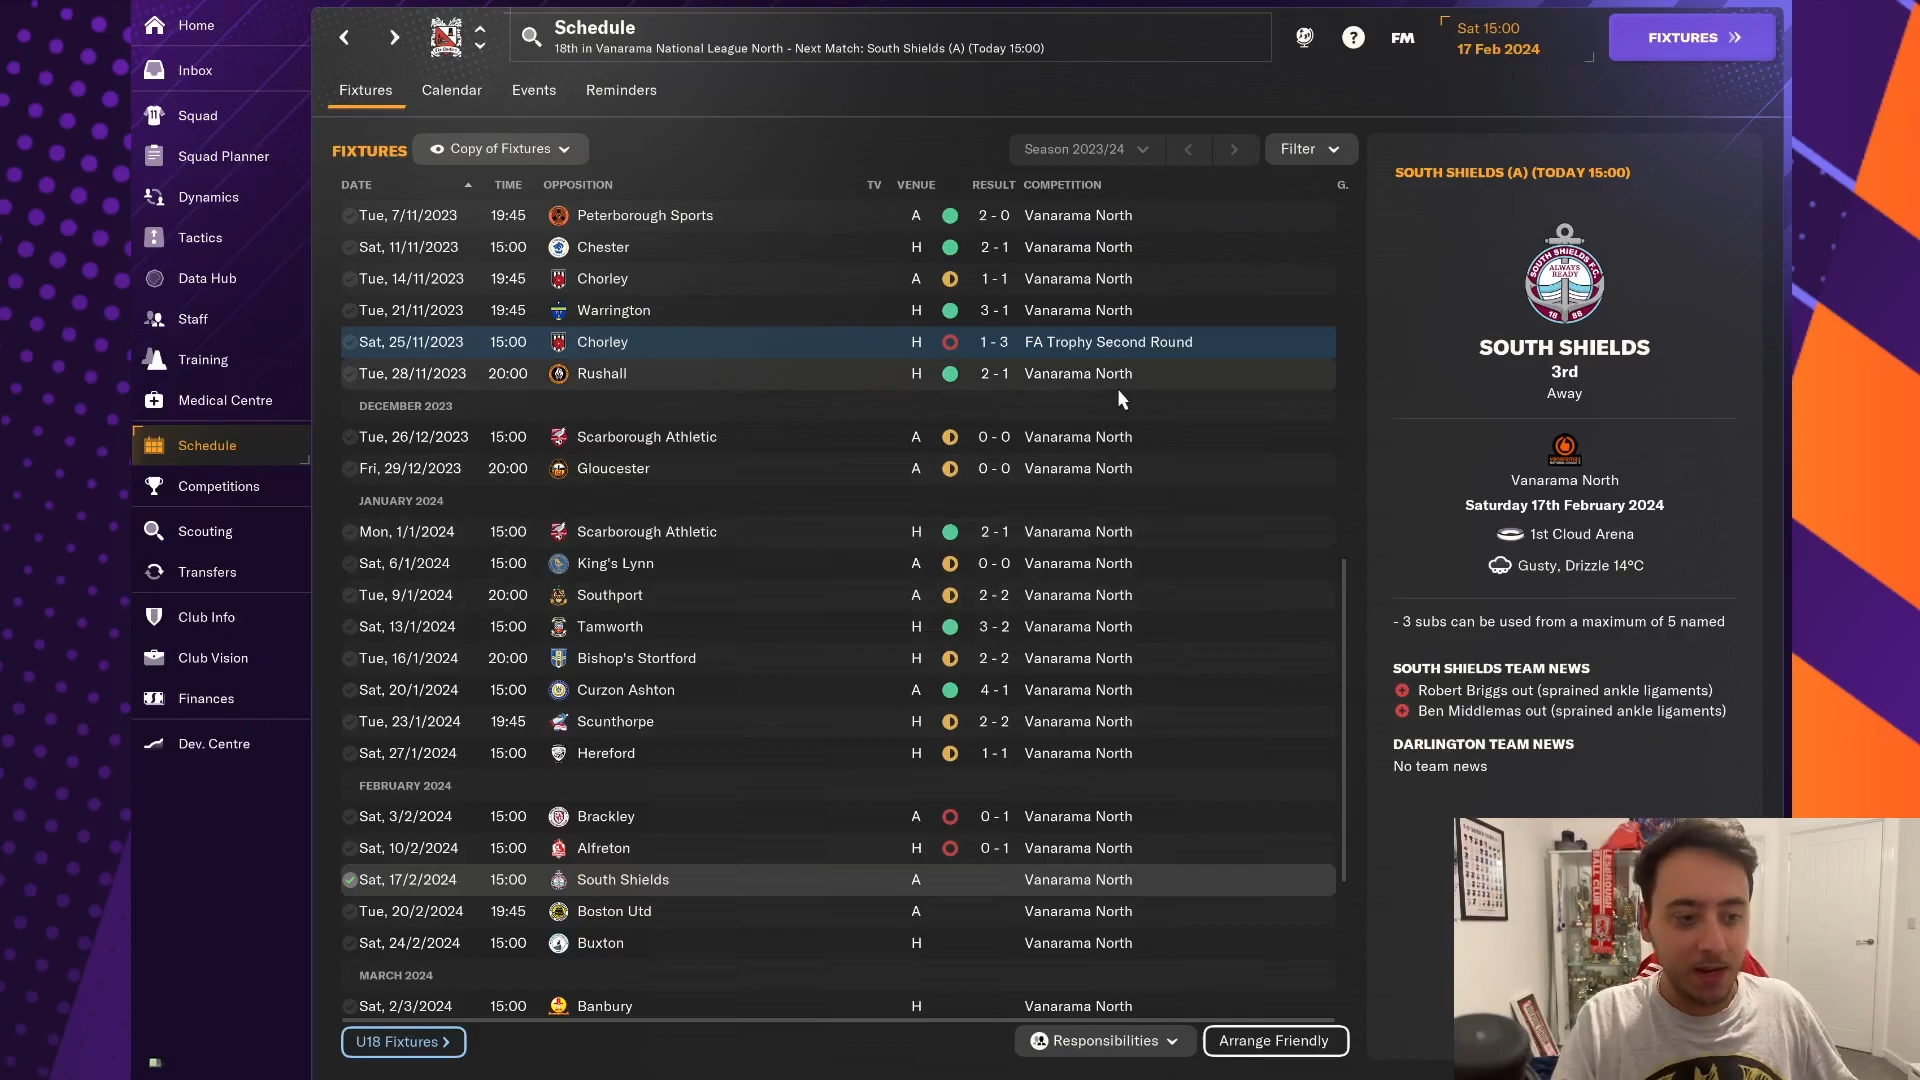 Home
Inbox
Squad
Squad Planner
Dynamics
Tactics
Data Hub
Staff
Training
Medical Centre
Schedule
Competitions
Scouting
Transfers
Club Info
Club Vision
Finances
Dev. Centre
Schedule
18th in Vanarama National League North - Next Match: South Shields (A) (Today 15:00)
?
FM
Sat 15:00
17 Feb 2024
FIXTURES
Fixtures Calendar Events Reminders
FIXTURES Copy of Fixtures Season 2023/24 Filter
DATE TIME OPPOSITION TV VENUE RESULT COMPETITION G.
Tue, 7/11/2023 19:45 Peterborough Sports A 2 - 0 Vanarama North
Sat, 11/11/2023 15:00 Chester H 2 - 1 Vanarama North
Tue, 14/11/2023 19:45 Chorley A 1 - 1 Vanarama North
Tue, 21/11/2023 19:45 Warrington H 3 - 1 Vanarama North
Sat, 25/11/2023 15:00 Chorley H 1 - 3 FA Trophy Second Round
Tue, 28/11/2023 20:00 Rushall H 2 - 1 Vanarama North
DECEMBER 2023
Tue, 26/12/2023 15:00 Scarborough Athletic A 0 - 0 Vanarama North
Fri, 29/12/2023 20:00 Gloucester A 0 - 0 Vanarama North
JANUARY 2024
Mon, 1/1/2024 15:00 Scarborough Athletic H 2 - 1 Vanarama North
Sat, 6/1/2024 15:00 King's Lynn A 0 - 0 Vanarama North
Tue, 9/1/2024 20:00 Southport A 2 - 2 Vanarama North
Sat, 13/1/2024 15:00 Tamworth H 3 - 2 Vanarama North
Tue, 16/1/2024 20:00 Bishop's Stortford H 2 - 2 Vanarama North
Sat, 20/1/2024 15:00 Curzon Ashton A 4 - 1 Vanarama North
Tue, 23/1/2024 19:45 Scunthorpe H 2 - 2 Vanarama North
Sat, 27/1/2024 15:00 Hereford H 1 - 1 Vanarama North
FEBRUARY 2024
Sat, 3/2/2024 15:00 Brackley A 0 - 1 Vanarama North
Sat, 10/2/2024 15:00 Alfreton H 0 - 1 Vanarama North
Sat, 17/2/2024 15:00 South Shields A Vanarama North
Tue, 20/2/2024 19:45 Boston Utd A Vanarama North
Sat, 24/2/2024 15:00 Buxton H Vanarama North
MARCH 2024
Sat, 2/3/2024 15:00 Banbury H Vanarama North
U18 Fixtures
Responsibilities
Arrange Friendly
SOUTH SHIELDS (A) (TODAY 15:00)
SOUTH SHIELDS F.C.
ALWAYS
READY
18 88
SOUTH SHIELDS
3rd
Away
Vanarama North
Saturday 17th February 2024
1st Cloud Arena
Gusty, Drizzle 14°C
- 3 subs can be used from a maximum of 5 named
SOUTH SHIELDS TEAM NEWS
Robert Briggs out (sprained ankle ligaments)
Ben Middlemas out (sprained ankle ligaments)
DARLINGTON TEAM NEWS
No team news